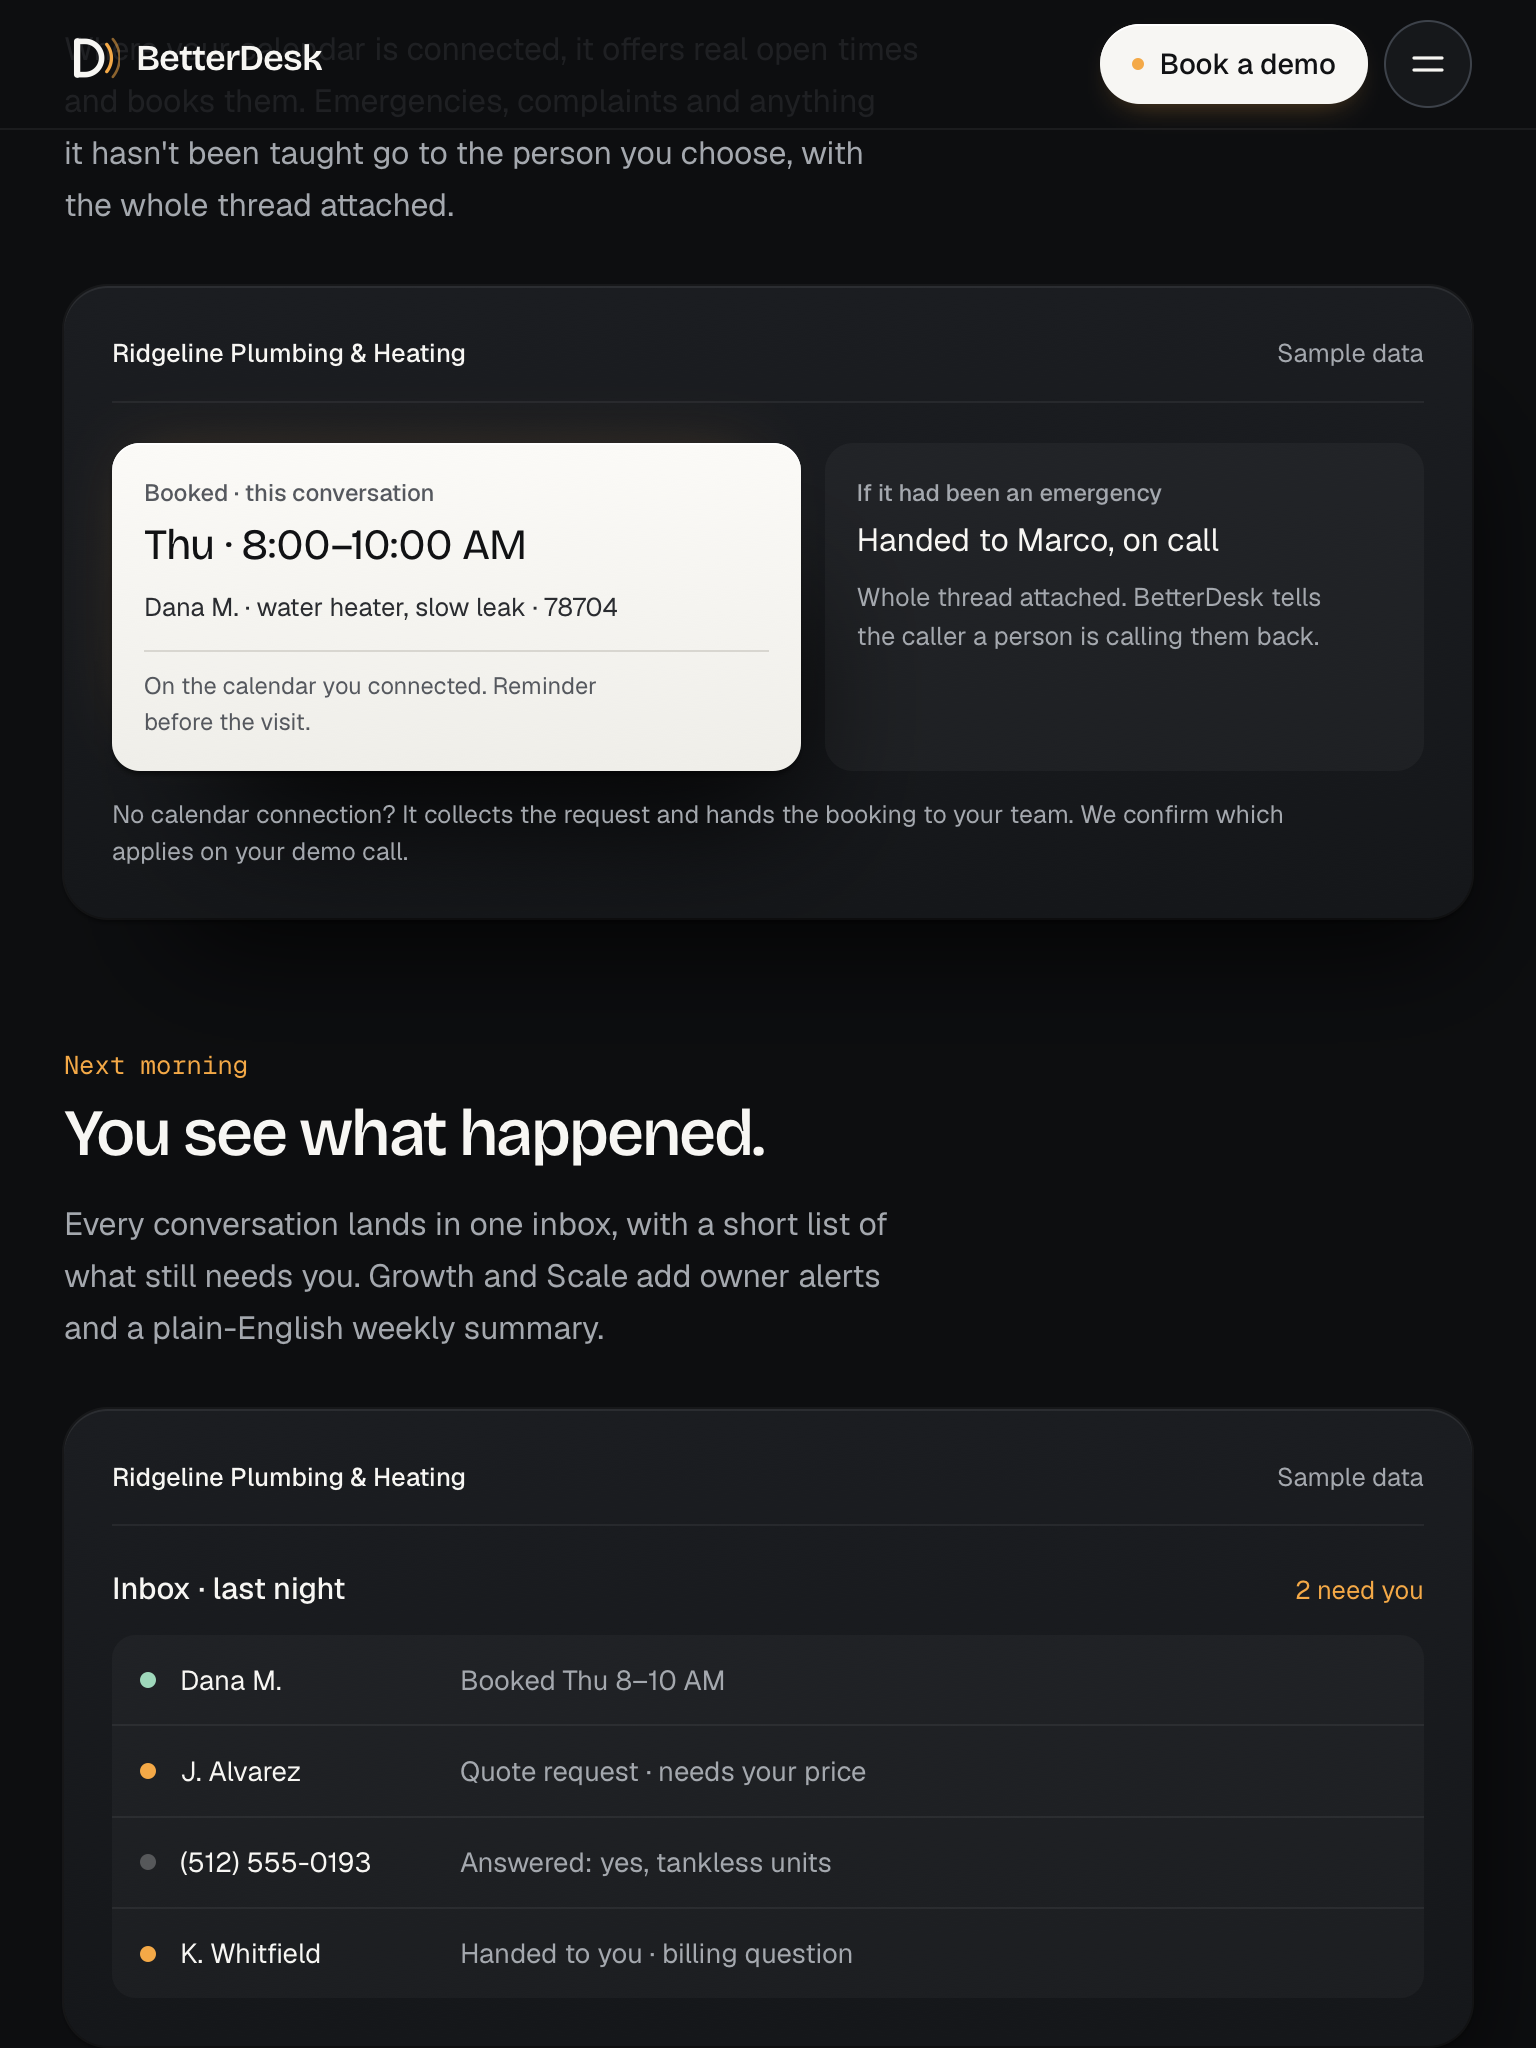 When your calendar is connected, it offers real open times
BetterDesk
Book a demo
and books them. Emergencies, complaints and anything
it hasn't been taught go to the person you choose, with
the whole thread attached.
Ridgeline Plumbing & Heating
Sample data
Booked · this conversation
Thu · 8:00–10:00 AM
Dana M. · water heater, slow leak · 78704
On the calendar you connected. Reminder
before the visit.
If it had been an emergency
Handed to Marco, on call
Whole thread attached. BetterDesk tells
the caller a person is calling them back.
No calendar connection? It collects the request and hands the booking to your team. We confirm which
applies on your demo call.
Next morning
You see what happened.
Every conversation lands in one inbox, with a short list of
what still needs you. Growth and Scale add owner alerts
and a plain-English weekly summary.
Ridgeline Plumbing & Heating
Sample data
Inbox · last night
2 need you
Dana M.
Booked Thu 8–10 AM
J. Alvarez
Quote request · needs your price
(512) 555-0193
Answered: yes, tankless units
K. Whitfield
Handed to you · billing question